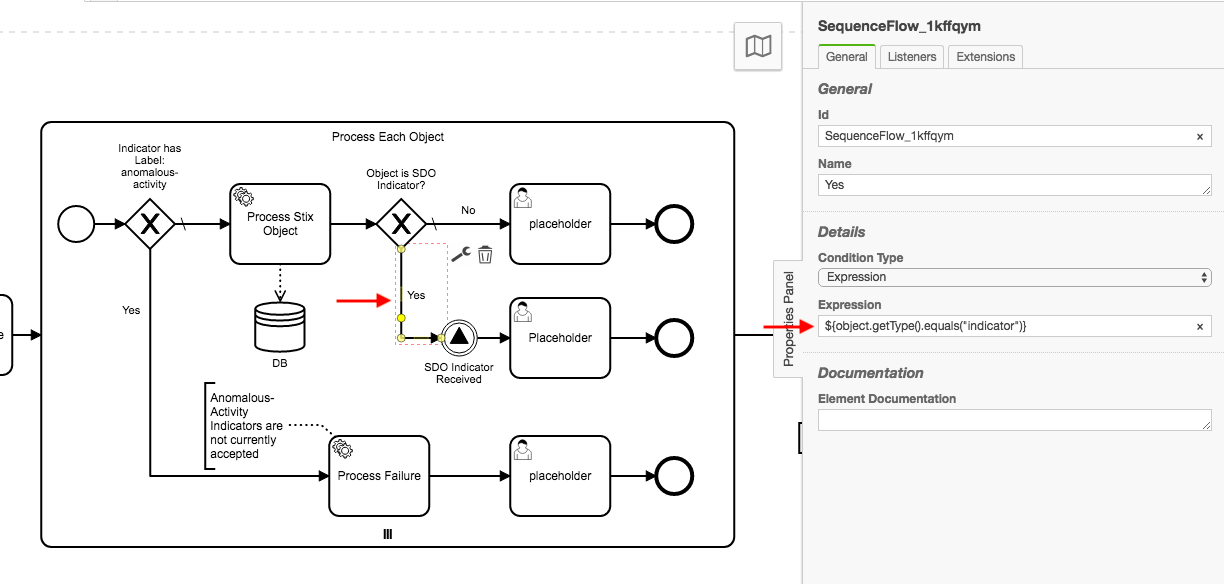 Process Each Object
Indicator has
Label:
anomalous-
activity
Process Stix
Object
Object is SDO
Indicator?
No
placeholder
Yes
Yes
Placeholder
SDO Indicator
Received
DB
e
Anomalous-
Activity
Indicators are
not currently
accepted
Process Failure
placeholder
Properties Panel
SequenceFlow_1kffqym
General Listeners Extensions
General
Id
SequenceFlow_1kffqym ×
Name
Yes
Details
Condition Type
Expression
Expression
${object.getType().equals("indicator")} ×
Documentation
Element Documentation